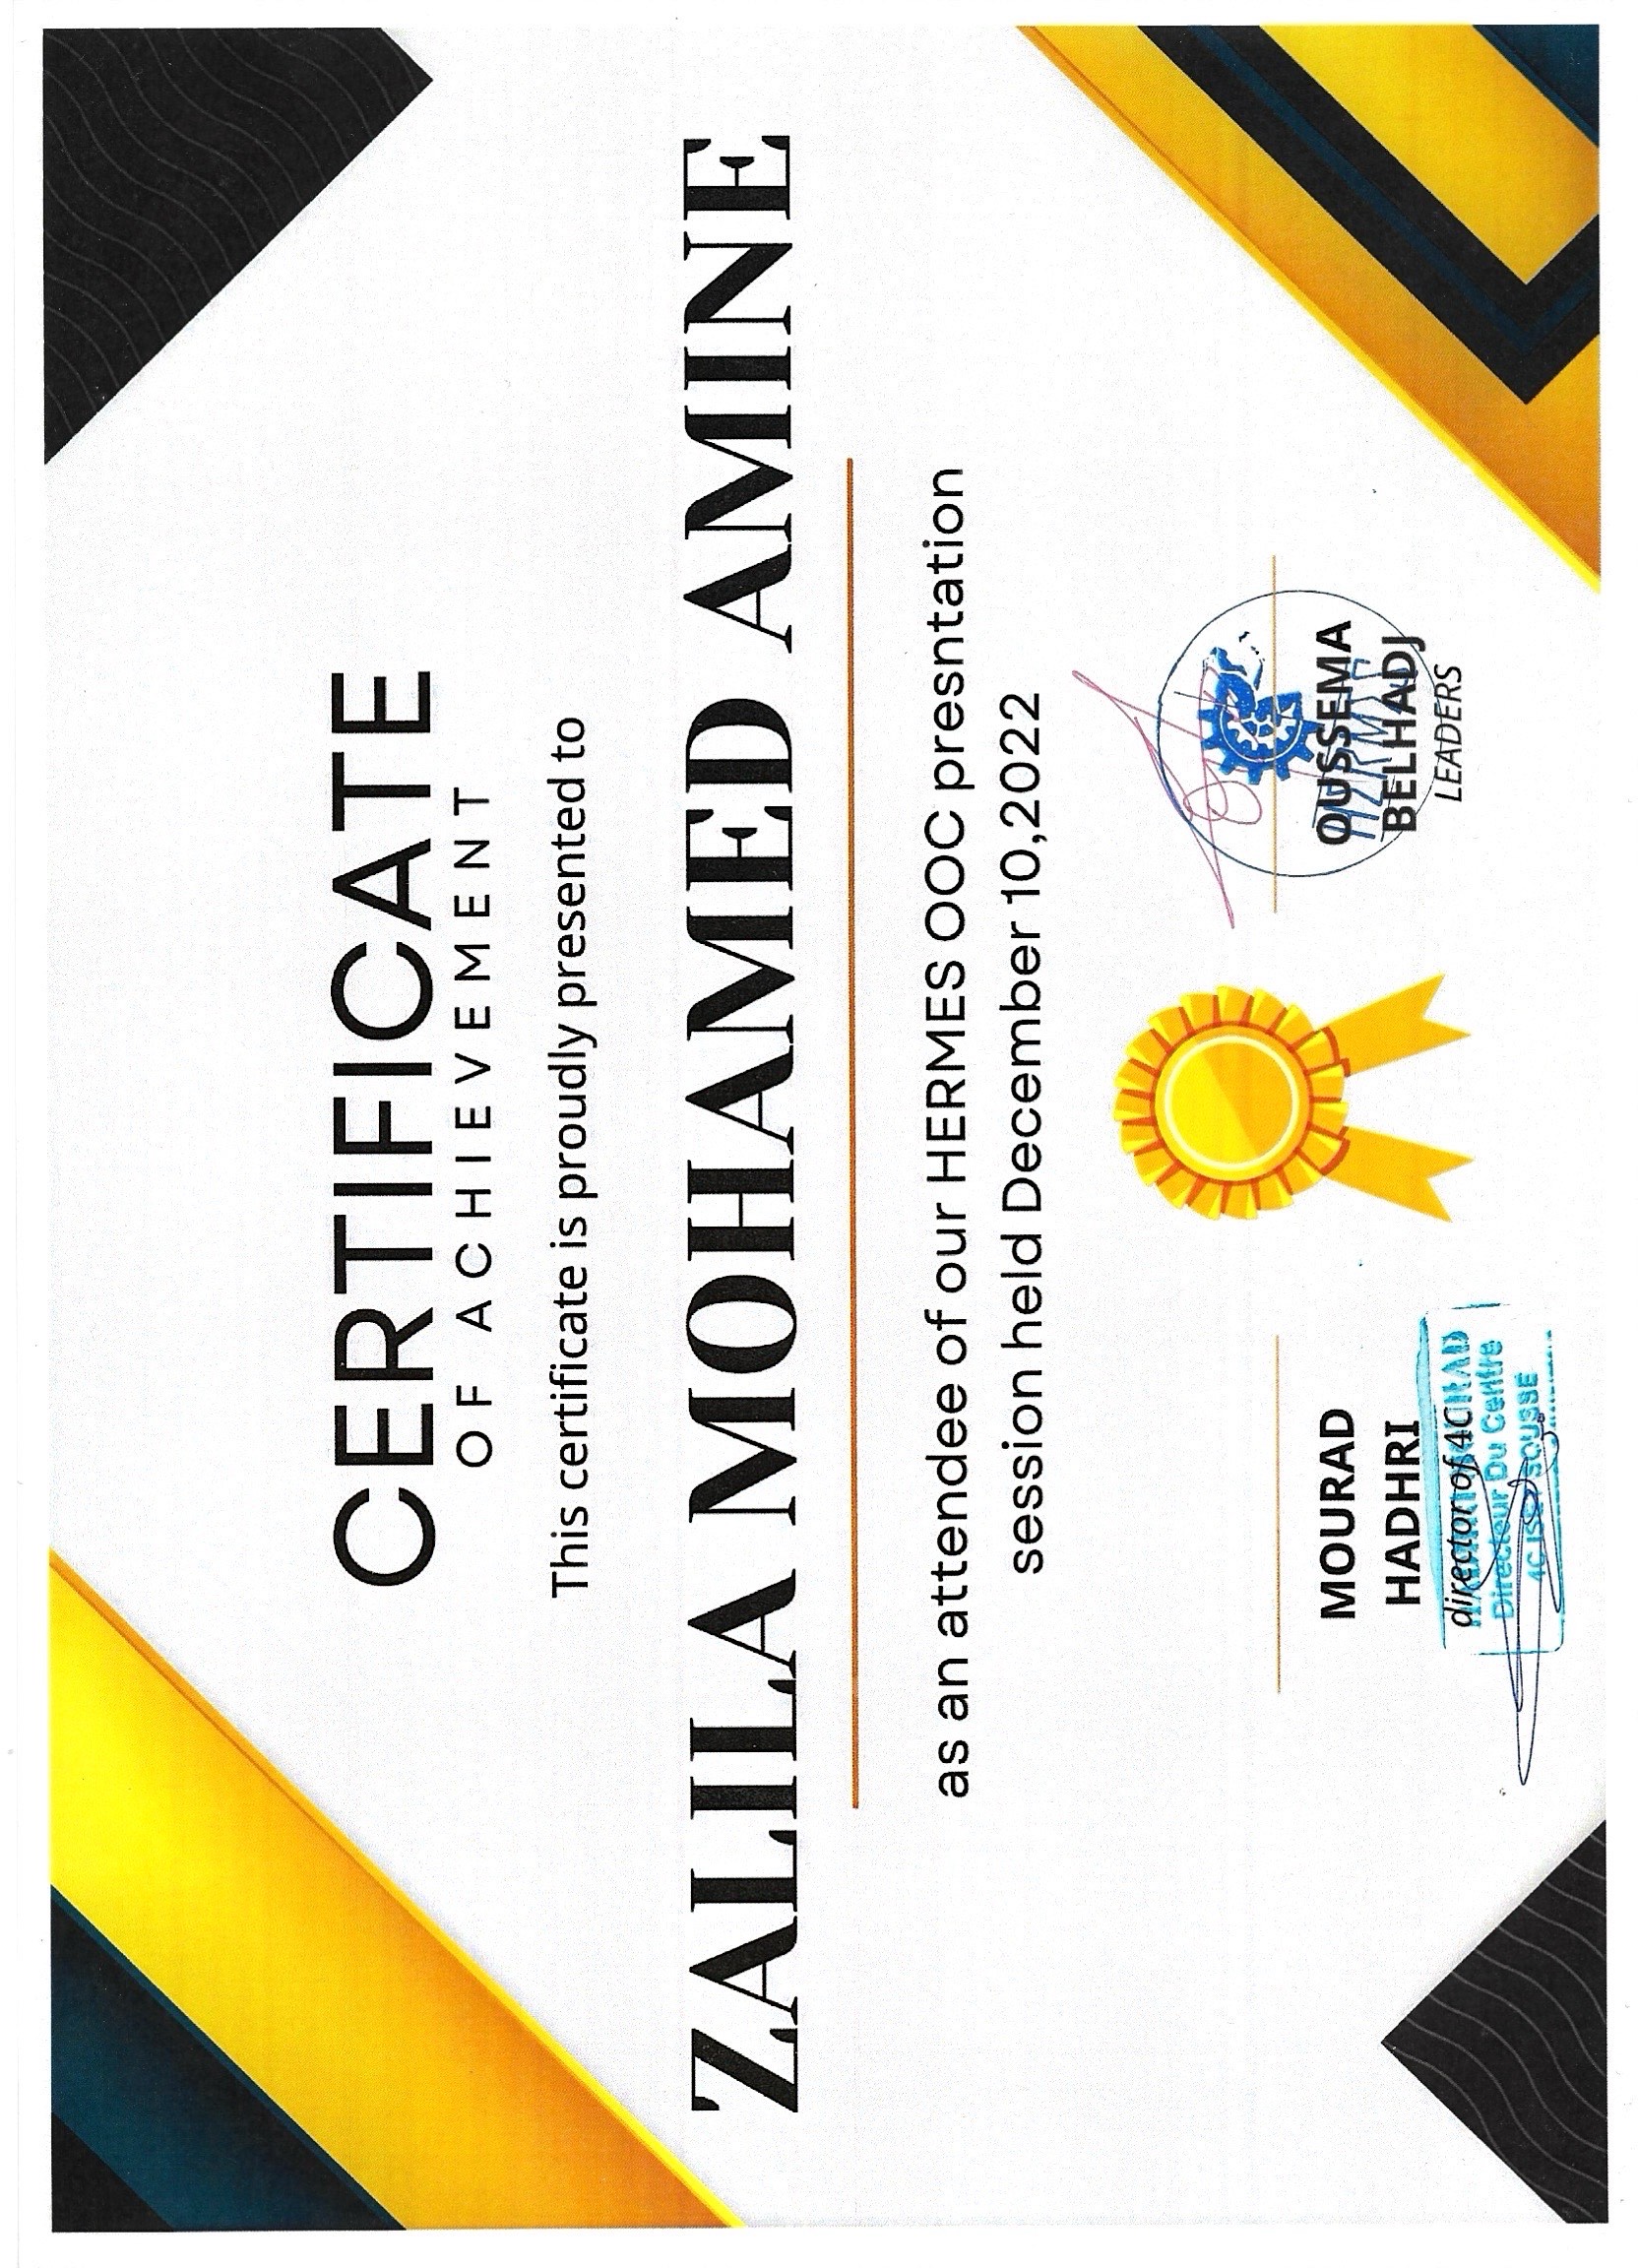 CERTIFICATE
OF ACHIEVEMENT
This certificate is proudly presented to
ZALILA MOHAMED AMINE
as an attendee of our HERMES OOC presntation
session held December 10,2022
MOURAD
HADHRI
director of 4C
HADHRI MOURAD
Directeur Du Centre
4C ISET SOUSSE
OUSSEMA
BELHADJ
LEADERS
HERMES